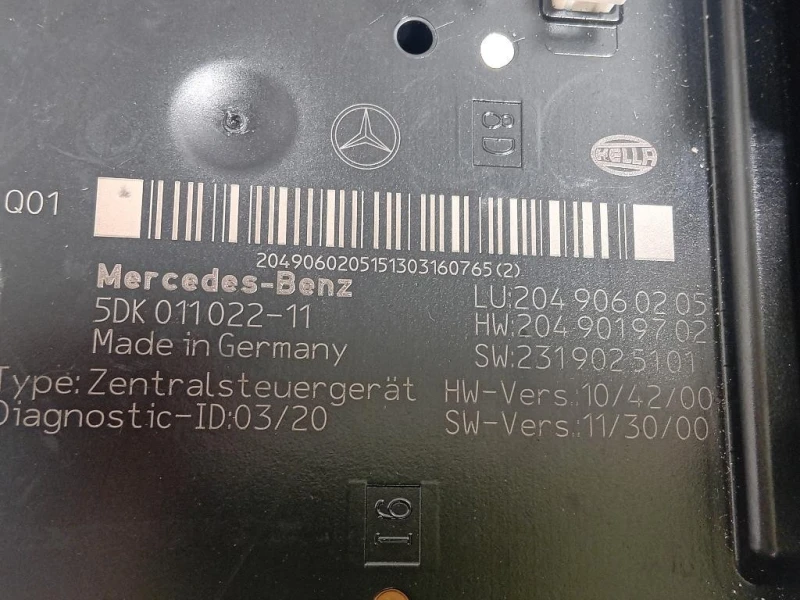 8D
HELLA
Q01
2049060205151303160765(2)
Mercedes-Benz
5DK 011022-11
Made in Germany
Type: Zentralsteuergerät
Diagnostic-ID:03/20
LU:204 906 02 05
HW:204 901 97 02
SW:231 902 51 01
HW-Vers.:10/42/00
SW-Vers.:11/30/00
16